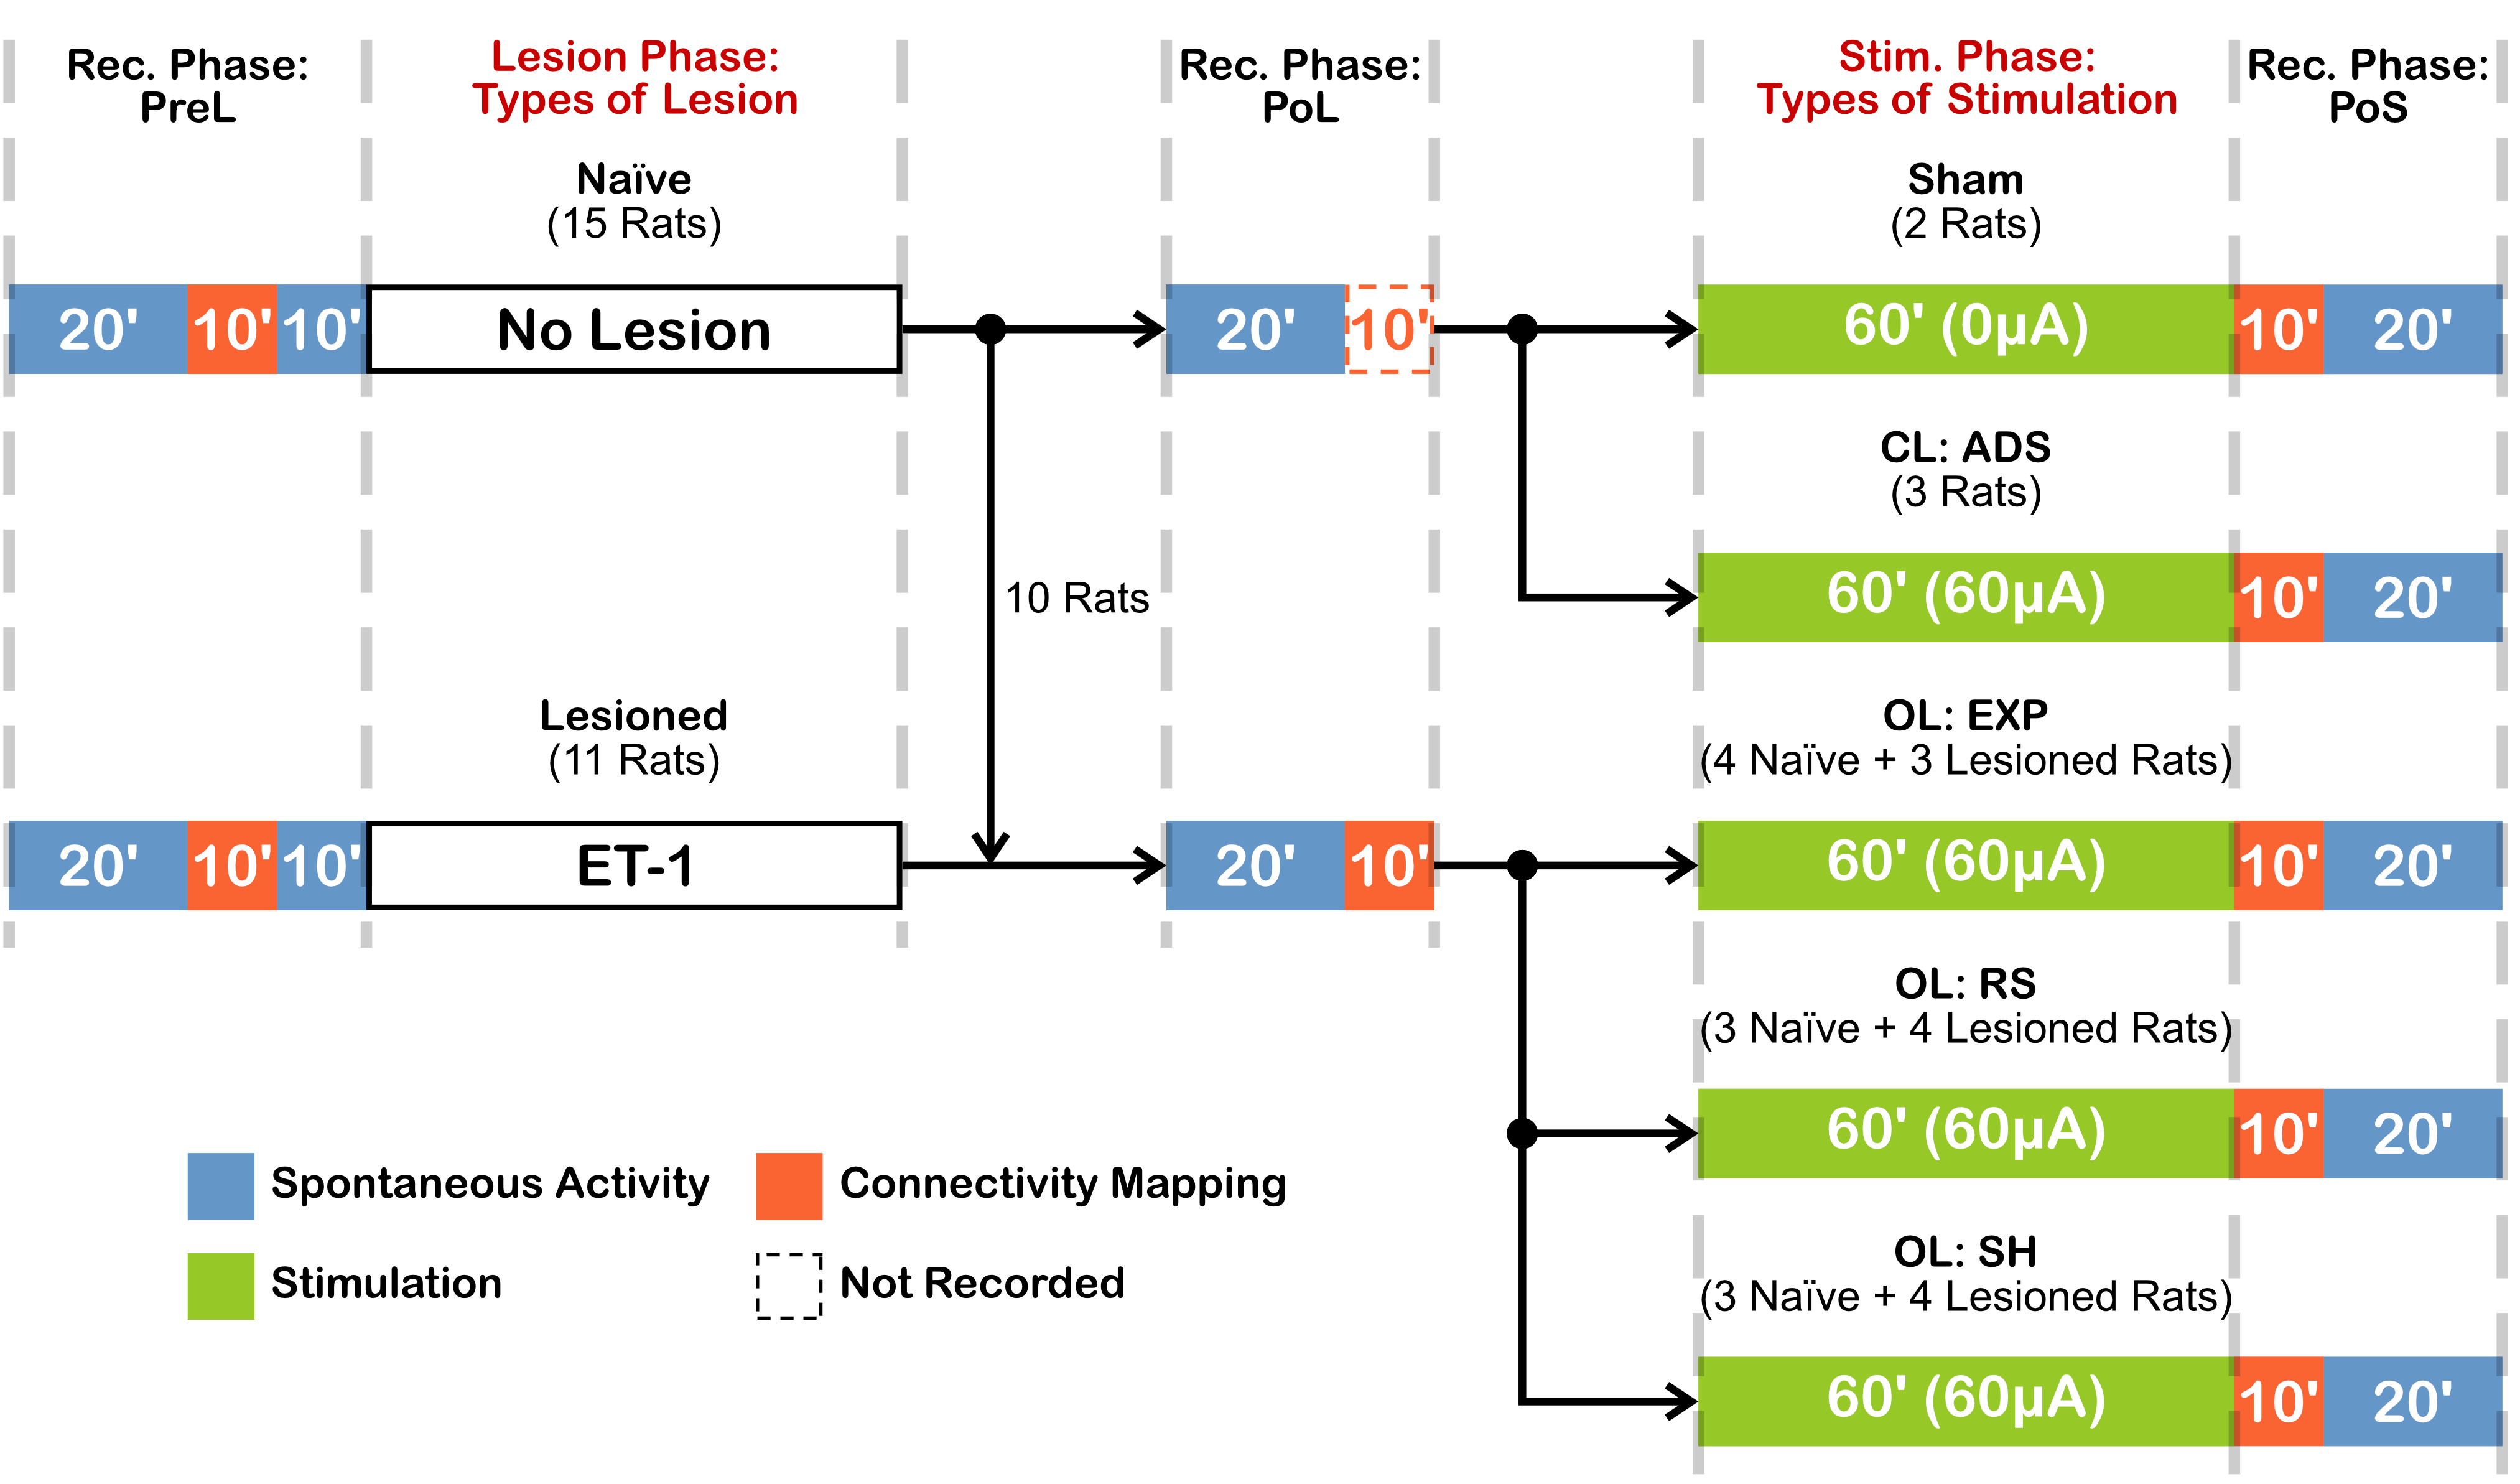 Rec. Phase:
PreL
Lesion Phase:
Types of Lesion
Rec. Phase:
PoL
Stim. Phase:
Types of Stimulation
Rec. Phase:
PoS
Naïve
(15 Rats)
Sham
(2 Rats)
20' 10' 10' No Lesion 20' 10' 60' (0µA) 10' 20'
CL: ADS
(3 Rats)
10 Rats
60' (60µA) 10' 20'
Lesioned
(11 Rats)
OL: EXP
(4 Naïve + 3 Lesioned Rats)
20' 10' 10' ET-1 20' 10' 60' (60µA) 10' 20'
OL: RS
(3 Naïve + 4 Lesioned Rats)
60' (60µA) 10' 20'
Spontaneous Activity
Connectivity Mapping
Stimulation
Not Recorded
OL: SH
(3 Naïve + 4 Lesioned Rats)
60' (60µA) 10' 20'